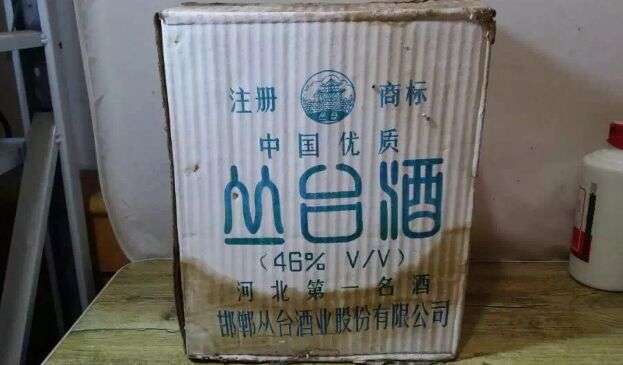 注册 商标
中国优质
丛台酒
(46% V/V)
河北第一名酒
邯郸丛台酒业股份有限公司